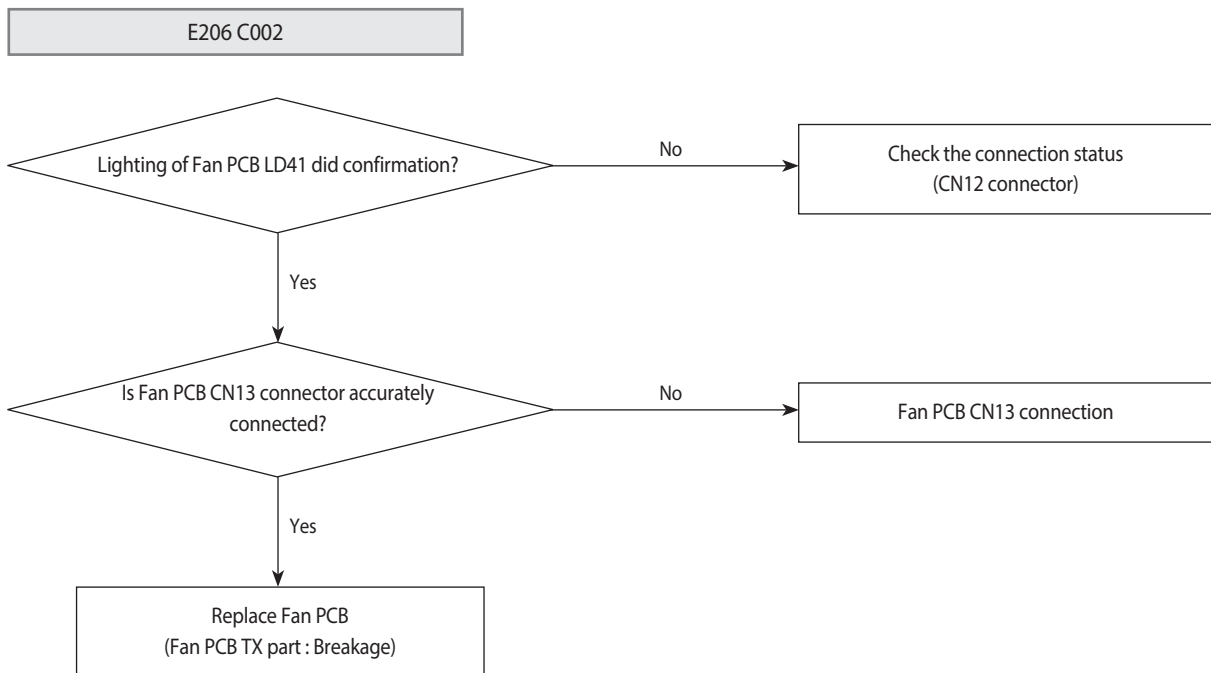 E206 C002
Lighting of Fan PCB LD41 did confirmation?
No
Check the connection status
(CN12 connector)
Yes
Is Fan PCB CN13 connector accurately
connected?
No
Fan PCB CN13 connection
Yes
Replace Fan PCB
(Fan PCB TX part : Breakage)